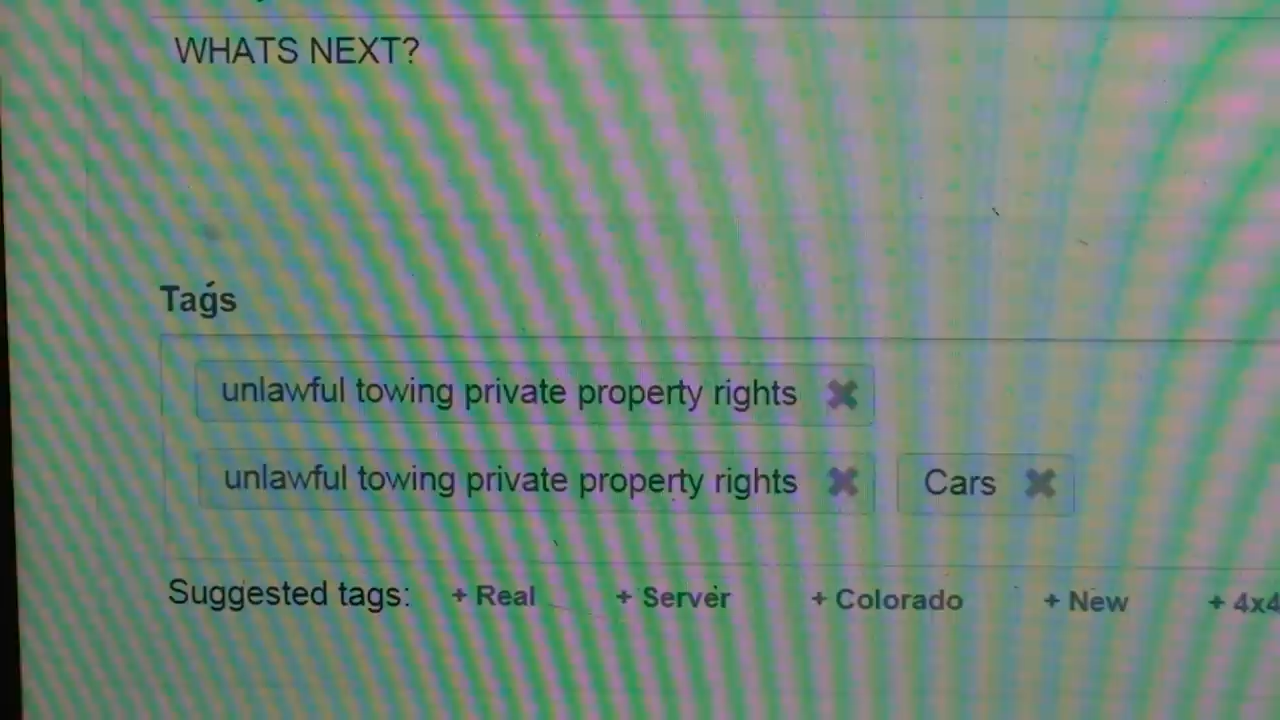 WHATS NEXT?
Tags
unlawful towing private property rights ✖
unlawful towing private property rights ✖ Cars ✖
Suggested tags: + Real + Server + Colorado + New + 4x4